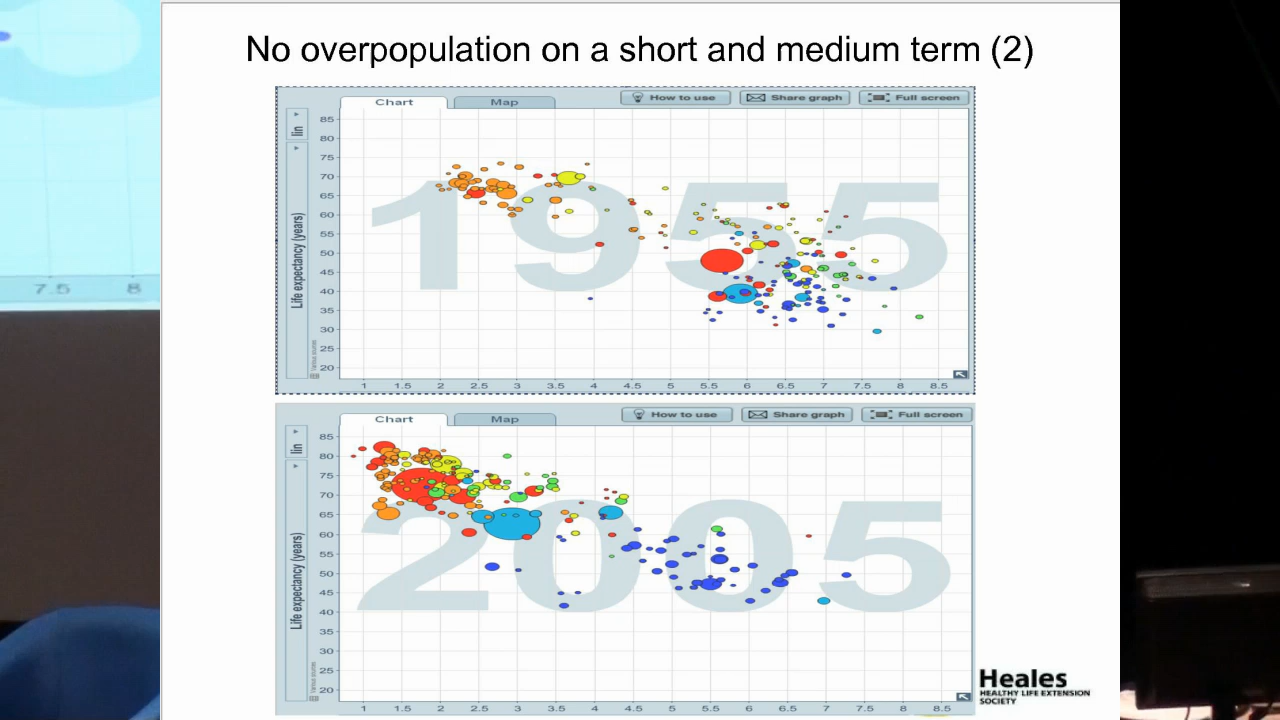 No overpopulation on a short and medium term (2)
Chart
Map
How to use
Share graph
Full screen
lin
Life expectancy (years)
85
80
75
70
65
60
55
50
45
40
35
30
25
20
1955
1 1.5 2 2.5 3 3.5 4 4.5 5 5.5 6 6.5 7 7.5 8 8.5
Chart
Map
How to use
Share graph
Full screen
lin
Life expectancy (years)
85
80
75
70
65
60
55
50
45
40
35
30
25
20
2005
1 1.5 2 2.5 3 3.5 4 4.5 5 5.5 6 6.5 7 7.5 8 8.5
Heales
HEALTHY LIFE EXTENSION
SOCIETY
7.5 8